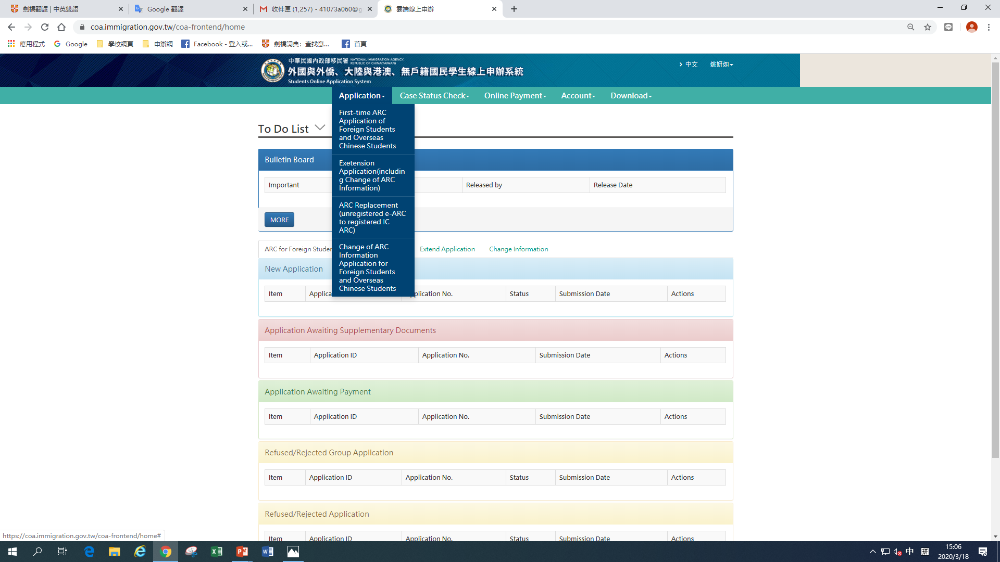 劍橋翻譯 | 中英雙語
Google 翻譯
收件匣 (1,257) - 41073a060@g
雲端線上申辦
coa.immigration.gov.tw/coa-frontend/home
應用程式
Google
學校網頁
申辦網
Facebook - 登入或...
劍橋詞典：查找意...
首頁
中華民國內政部移民署 NATIONAL IMMIGRATION AGENCY, REPUBLIC OF CHINA(TAIWAN)
外國與外僑、大陸與港澳、無戶籍國民學生線上申辦系統
Students Online Application System
中文
姚妍如
Application
Case Status Check
Online Payment
Account
Download
First-time ARC
Application of
Foreign Students
and Overseas
Chinese Students
Exetension
Application(includin
g Change of ARC
Information)
ARC Replacement
(unregistered e-ARC
to registered IC
ARC)
Change of ARC
Information
Application for
Foreign Students
and Overseas
Chinese Students
To Do List
Bulletin Board
Important Released by Release Date
MORE
ARC for Foreign Studen Extend Application Change Information
New Application
Item Applica plication No. Status Submission Date Actions
Application Awaiting Supplementary Documents
Item Application ID Application No. Submission Date Actions
Application Awaiting Payment
Item Application ID Application No. Submission Date Actions
Refused/Rejected Group Application
Item Application ID Application No. Status Submission Date Actions
Refused/Rejected Application
Item Application ID Application No. Status Submission Date Actions
https://coa.immigration.gov.tw/coa-frontend/home#
中
拼
15:06
2020/3/18